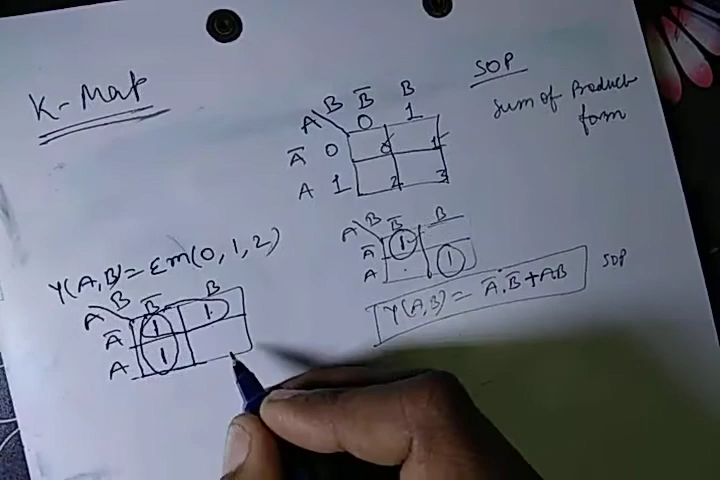 K-Map
SOP
Sum of Product
form
A B B̅ B
0 1
A̅ 0 0 1
A 1 2 3
Y(A,B)=Σm(0,1,2)
A B B̅ B
A̅ 1 1
A 1
A B B̅ B
A̅ 1
A 1
Y(A,B) = A̅.B̅+AB
SOP